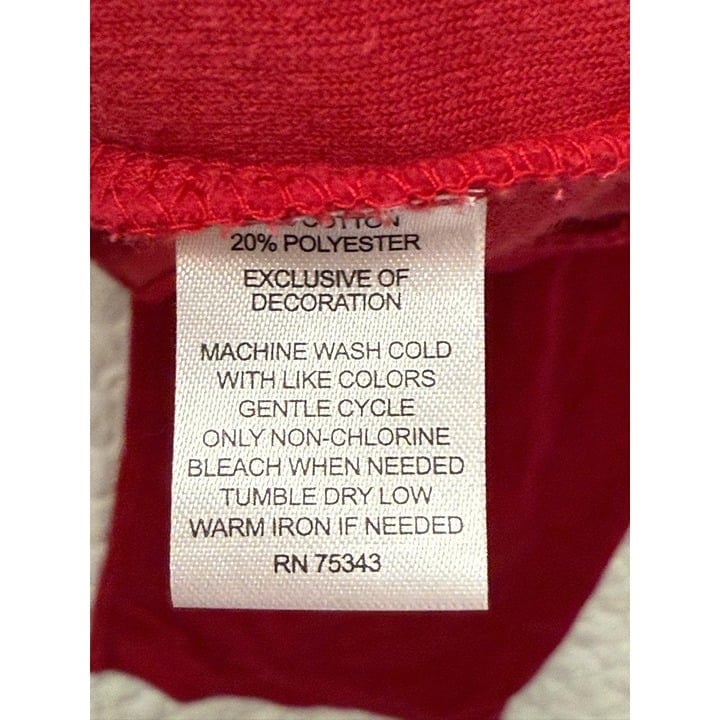 COTTON
20% POLYESTER
EXCLUSIVE OF
DECORATION
MACHINE WASH COLD
WITH LIKE COLORS
GENTLE CYCLE
ONLY NON-CHLORINE
BLEACH WHEN NEEDED
TUMBLE DRY LOW
WARM IRON IF NEEDED
RN 75343